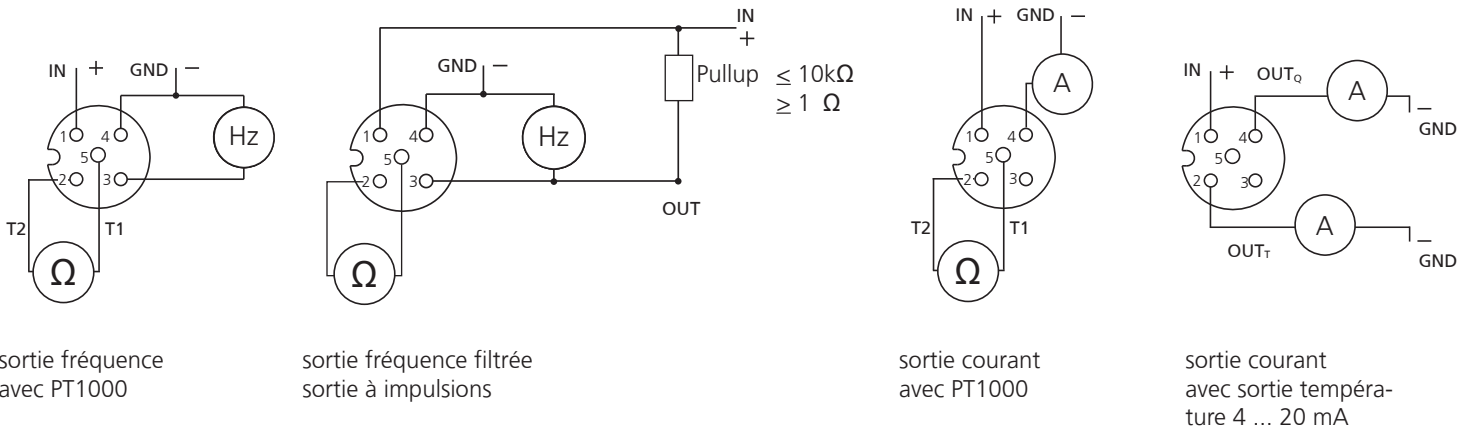 IN + GND −
1 4
5
2 3
Hz
T2 T1
Ω
sortie fréquence
avec PT1000
IN
+
GND −
Pullup ≤ 10kΩ
≥ 1 Ω
1 4
5
2 3
Hz
OUT
Ω
sortie fréquence filtrée
sortie à impulsions
IN + GND −
A
1 4
5
2 3
T2 T1
Ω
sortie courant
avec PT1000
IN + OUTQ
A
−
GND
1 4
5
2 3
A
−
OUTT
GND
sortie courant
avec sortie tempéra-
ture 4 ... 20 mA